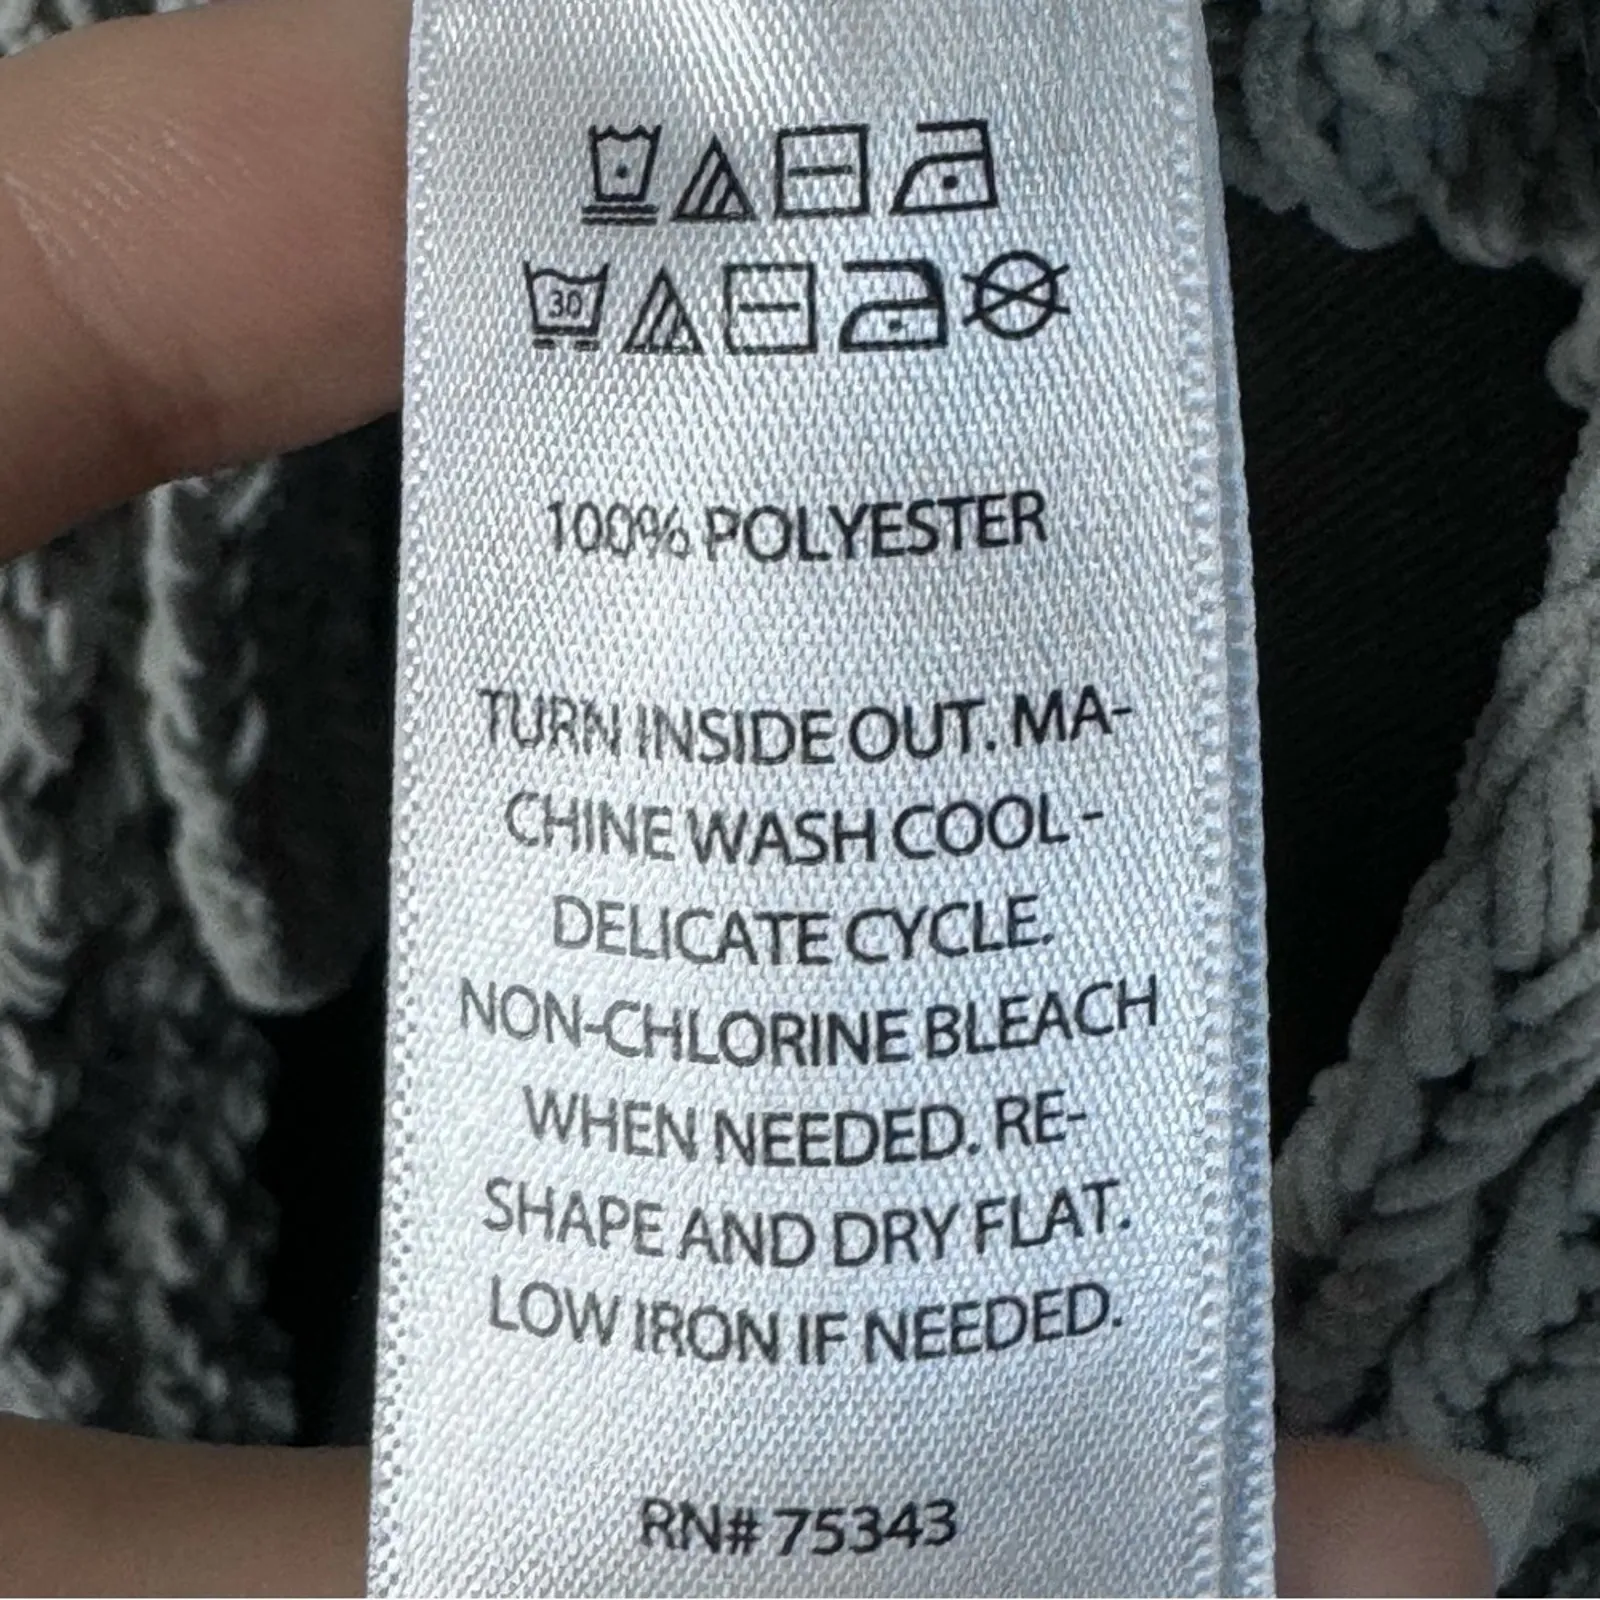 30
100% POLYESTER
TURN INSIDE OUT. MA-
CHINE WASH COOL -
DELICATE CYCLE.
NON-CHLORINE BLEACH
WHEN NEEDED. RE-
SHAPE AND DRY FLAT.
LOW IRON IF NEEDED.
RN# 75343